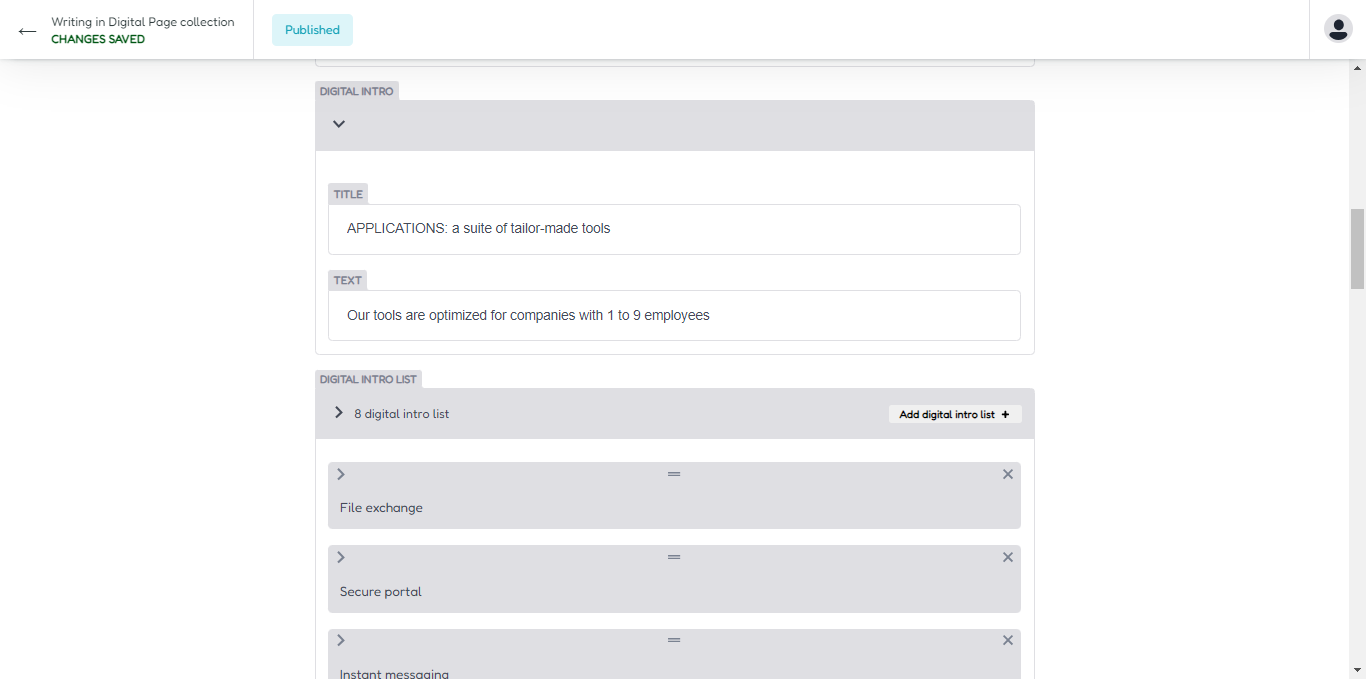 Writing in Digital Page collection
CHANGES SAVED
Published
DIGITAL INTRO
TITLE
APPLICATIONS: a suite of tailor-made tools
TEXT
Our tools are optimized for companies with 1 to 9 employees
DIGITAL INTRO LIST
8 digital intro list
Add digital intro list +
File exchange
Secure portal
Instant messaging